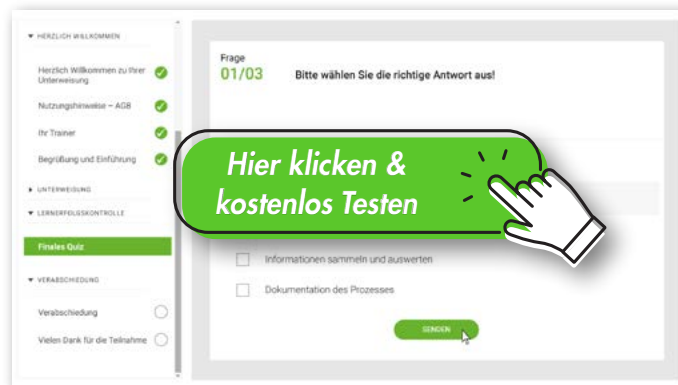 HERZLICH WILLKOMMEN
Herzlich Willkommen zu Ihrer
Unterweisung
Nutzungshinweise – AGB
Ihr Trainer
Begrüßung und Einführung
UNTERWEISUNG
LERNERFOLGSKONTROLLE
Finales Quiz
VERABSCHIEDUNG
Verabschiedung
Vielen Dank für die Teilnahme
Frage
01/03
Bitte wählen Sie die richtige Antwort aus!
Hier klicken &
kostenlos Testen
Informationen sammeln und auswerten
Dokumentation des Prozesses
SENDEN